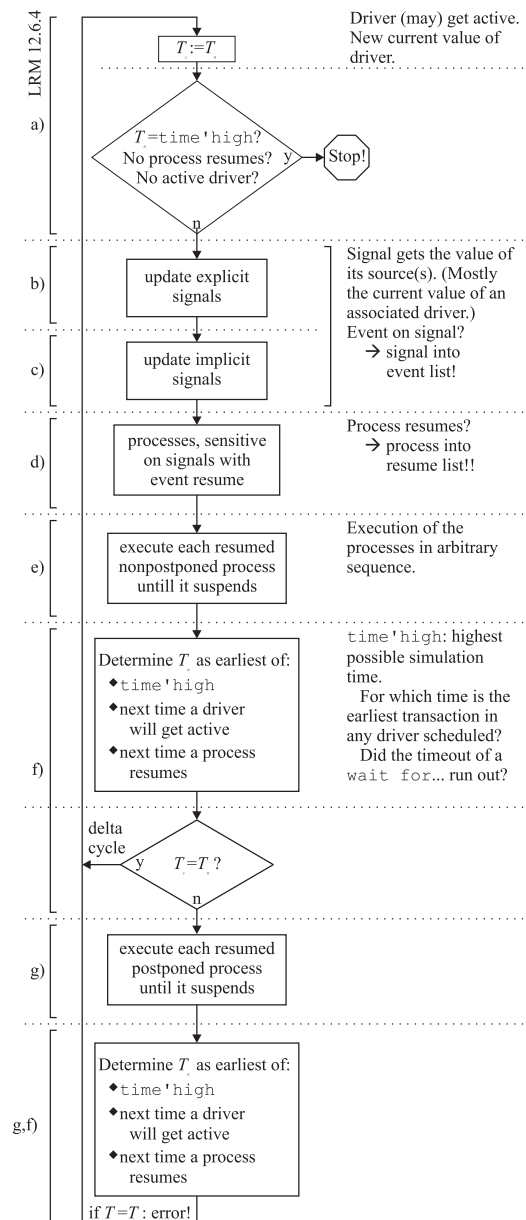 LRM 12.6.4
Driver (may) get active.
New current value of
driver.
T :=T
a)
T =time'high?
No process resumes?
No active driver?
y
Stop!
n
b)
update explicit
signals
Signal gets the value of
its source(s). (Mostly
the current value of an
associated driver.)
Event on signal?
→ signal into
event list!
c)
update implicit
signals
d)
processes, sensitive
on signals with
event resume
Process resumes?
→ process into
resume list!!
e)
execute each resumed
nonpostponed process
untill it suspends
Execution of the
processes in arbitrary
sequence.
f)
Determine T as earliest of:
◆time'high
◆next time a driver
will get active
◆next time a process
resumes
time'high: highest
possible simulation
time.
For which time is the
earliest transaction in
any driver scheduled?
Did the timeout of a
wait for... run out?
delta
cycle
y
T =T ?
n
g)
execute each resumed
postponed process
until it suspends
g,f)
Determine T as earliest of:
◆time'high
◆next time a driver
will get active
◆next time a process
resumes
if T =T : error!